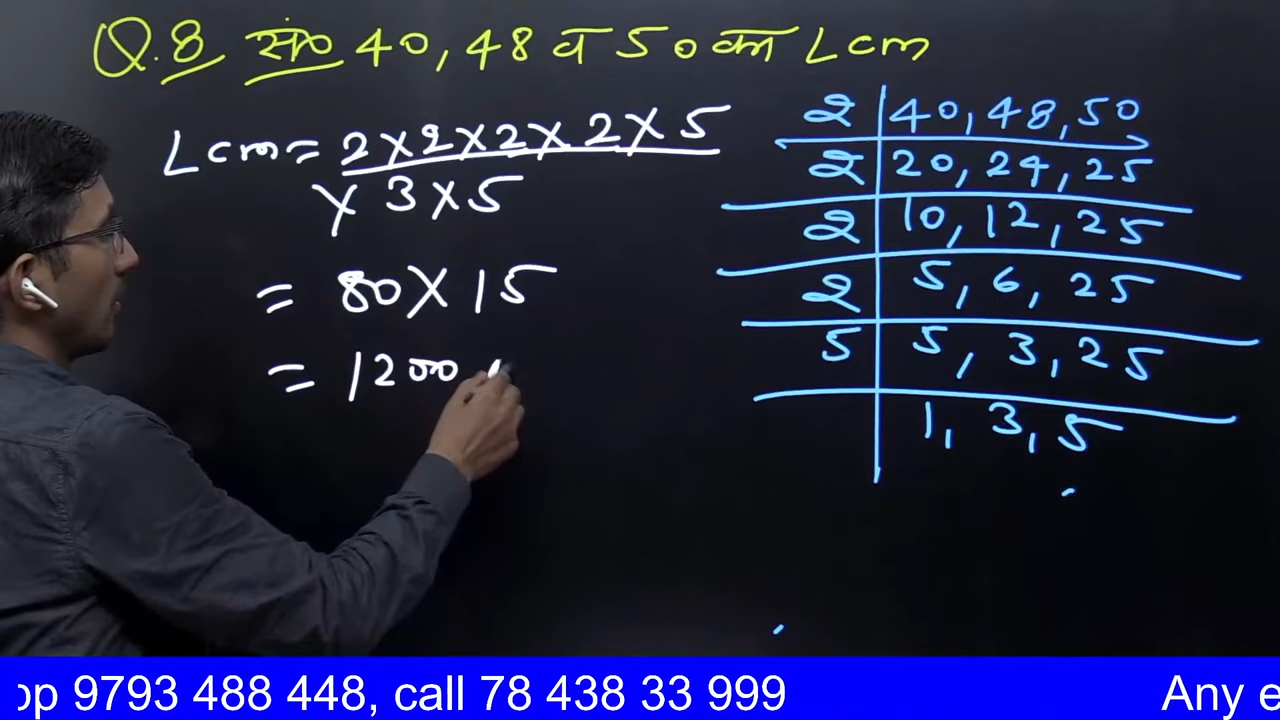 Q.8 सं० 40, 48 व 50 का Lcm
Lcm = 2×2×2×2×5
× 3×5
= 80×15
= 1200
2 | 40, 48, 50
2 | 20, 24, 25
2 | 10, 12, 25
2 | 5, 6, 25
5 | 5, 3, 25
1, 3, 5
pp 9793 488 448, call 78 438 33 999 Any e